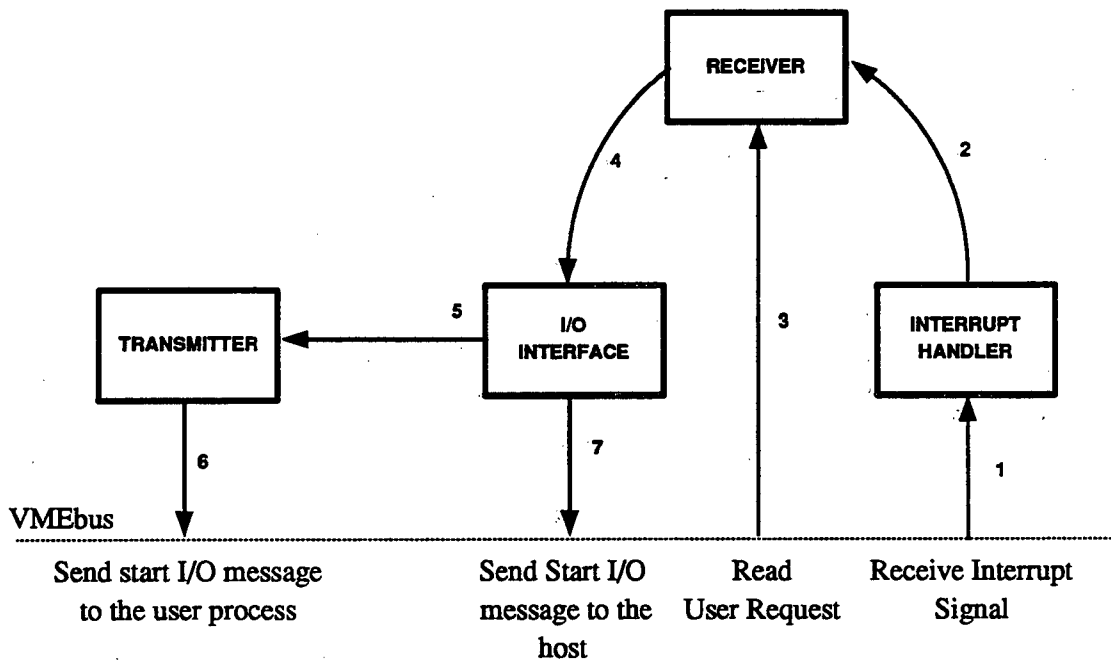 RECEIVER
4
2
TRANSMITTER
5
I/O
INTERFACE
3
INTERRUPT
HANDLER
6
7
1
VMEbus
Send start I/O message
to the user process
Send Start I/O
message to the
host
Read
User Request
Receive Interrupt
Signal